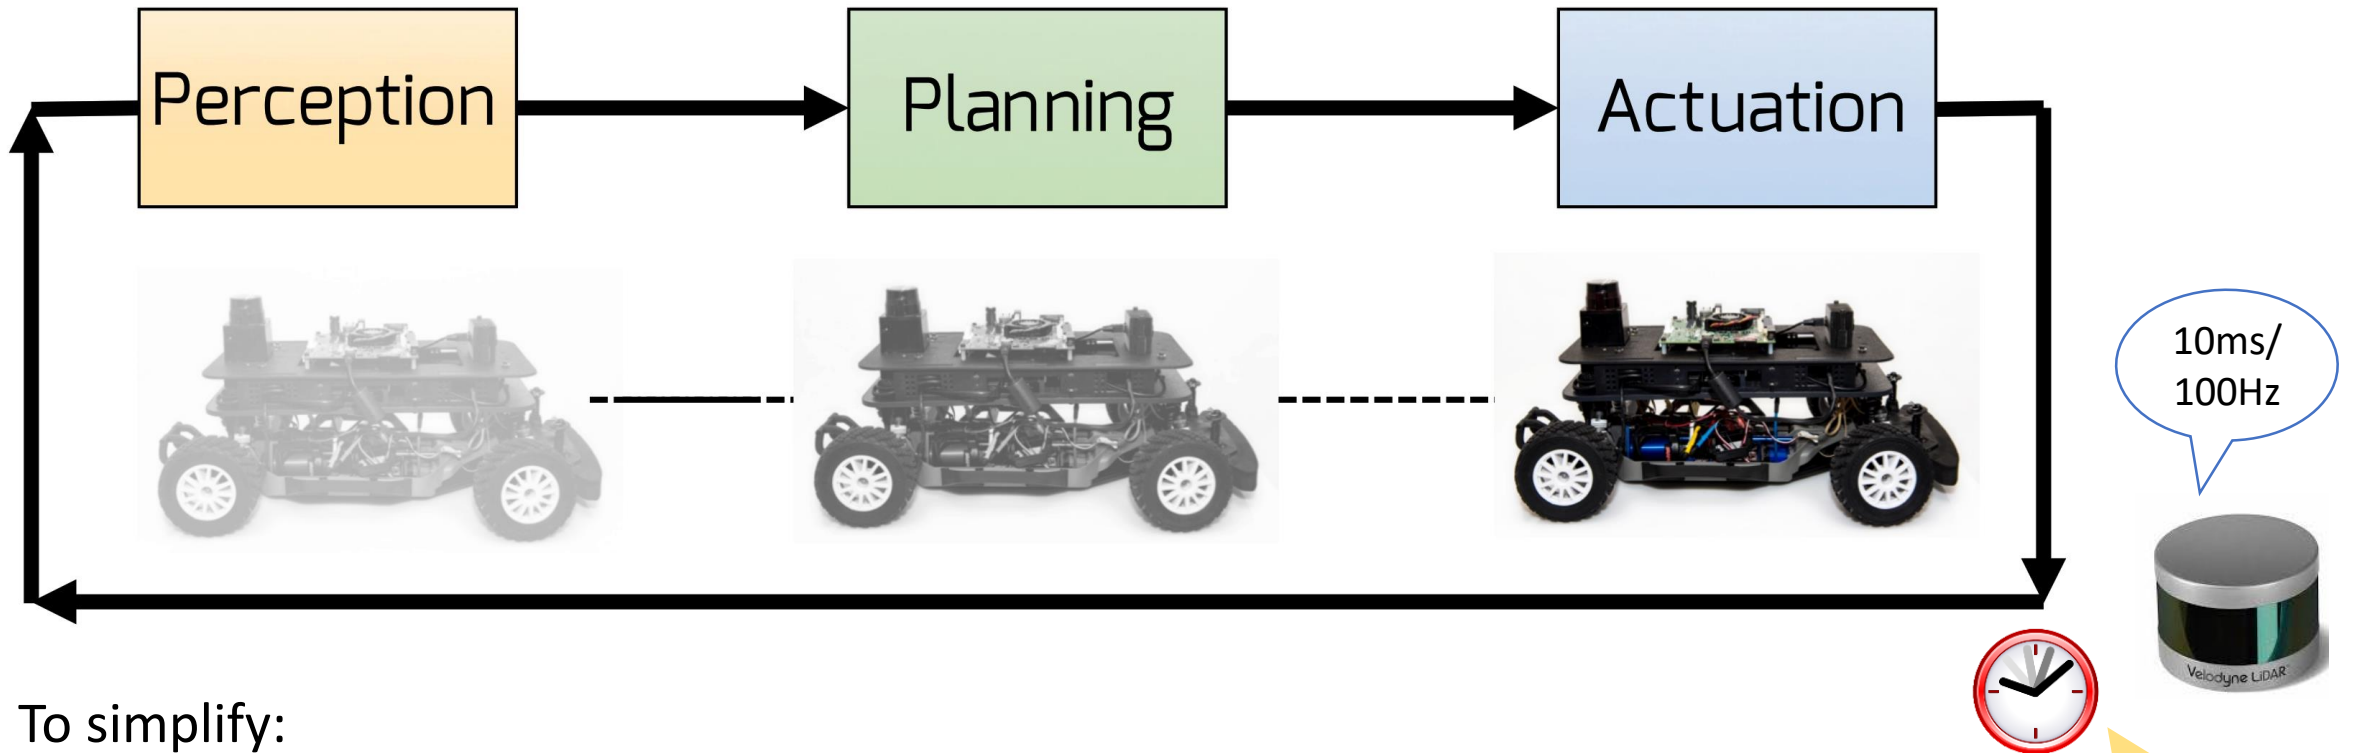 Perception
Planning
Actuation
10ms/
100Hz
Velodyne LiDAR
To simplify: